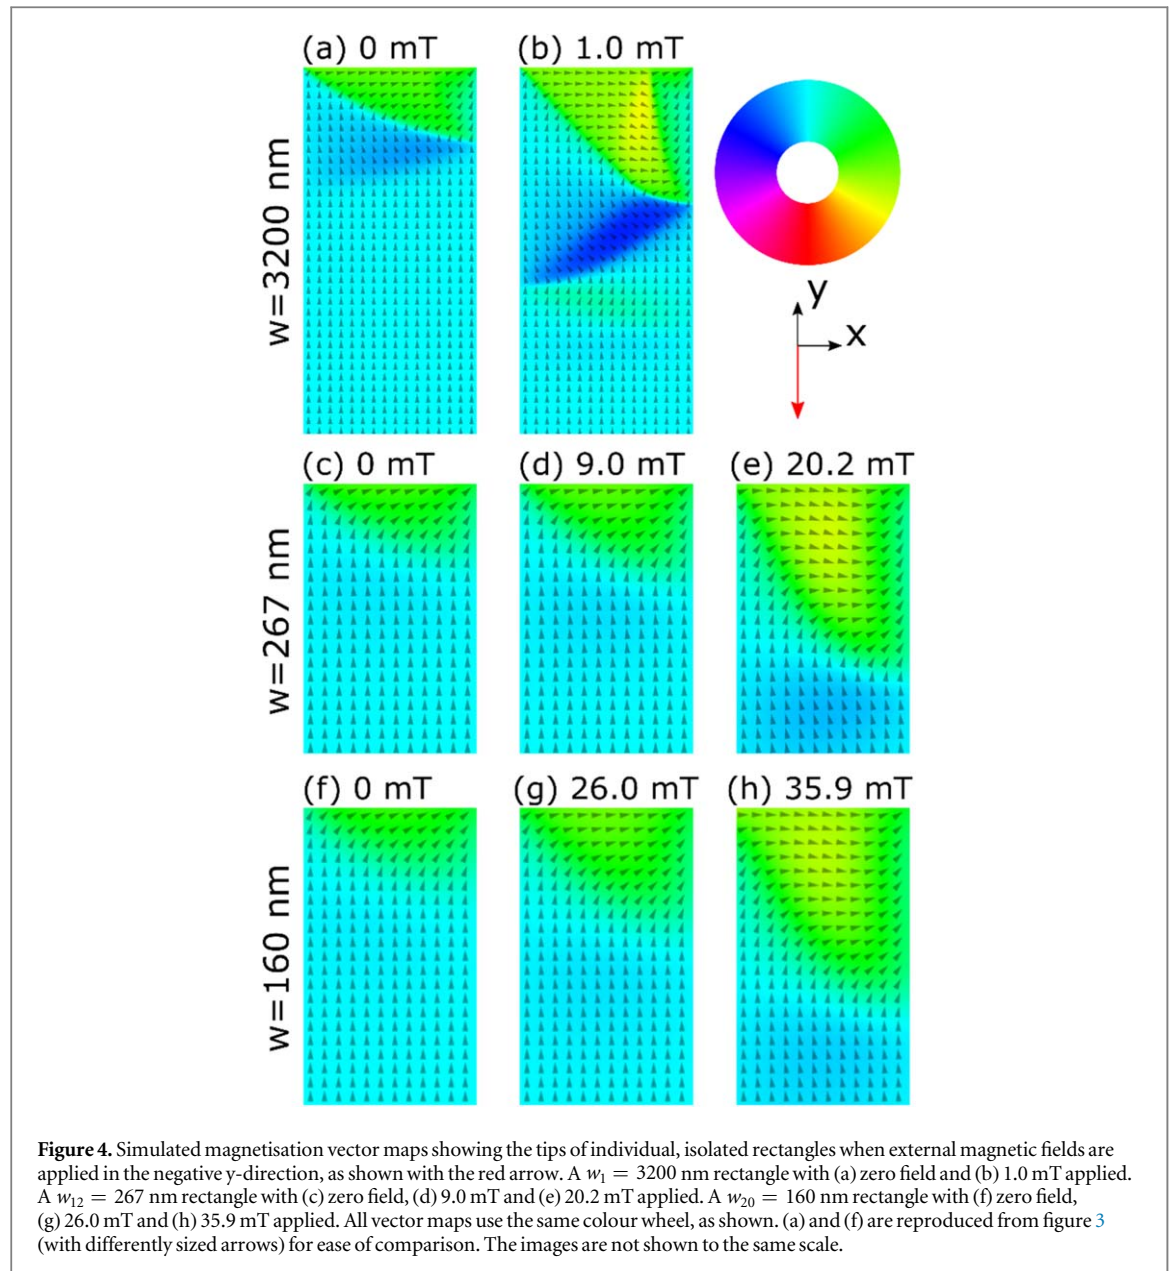 (a) 0 mT
(b) 1.0 mT
w=3200 nm
y
x
(c) 0 mT
(d) 9.0 mT
(e) 20.2 mT
w=267 nm
(f) 0 mT
(g) 26.0 mT
(h) 35.9 mT
w=160 nm
Figure 4. Simulated magnetisation vector maps showing the tips of individual, isolated rectangles when external magnetic fields are
applied in the negative y-direction, as shown with the red arrow. A w₁ = 3200 nm rectangle with (a) zero field and (b) 1.0 mT applied.
A w₁₂ = 267 nm rectangle with (c) zero field, (d) 9.0 mT and (e) 20.2 mT applied. A w₂₀ = 160 nm rectangle with (f) zero field,
(g) 26.0 mT and (h) 35.9 mT applied. All vector maps use the same colour wheel, as shown. (a) and (f) are reproduced from figure 3
(with differently sized arrows) for ease of comparison. The images are not shown to the same scale.